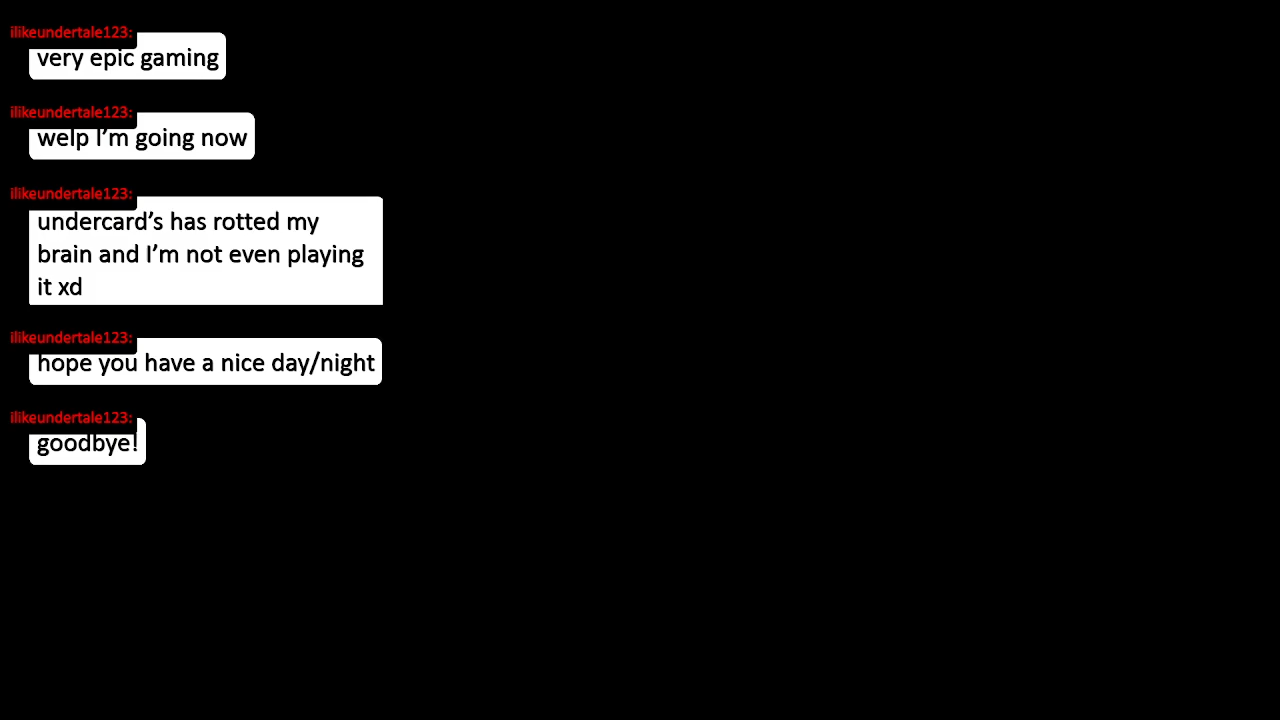 ilikeundertale123:
very epic gaming
ilikeundertale123:
welp I’m going now
ilikeundertale123:
undercard’s has rotted my
brain and I’m not even playing
it xd
ilikeundertale123:
hope you have a nice day/night
ilikeundertale123:
goodbye!